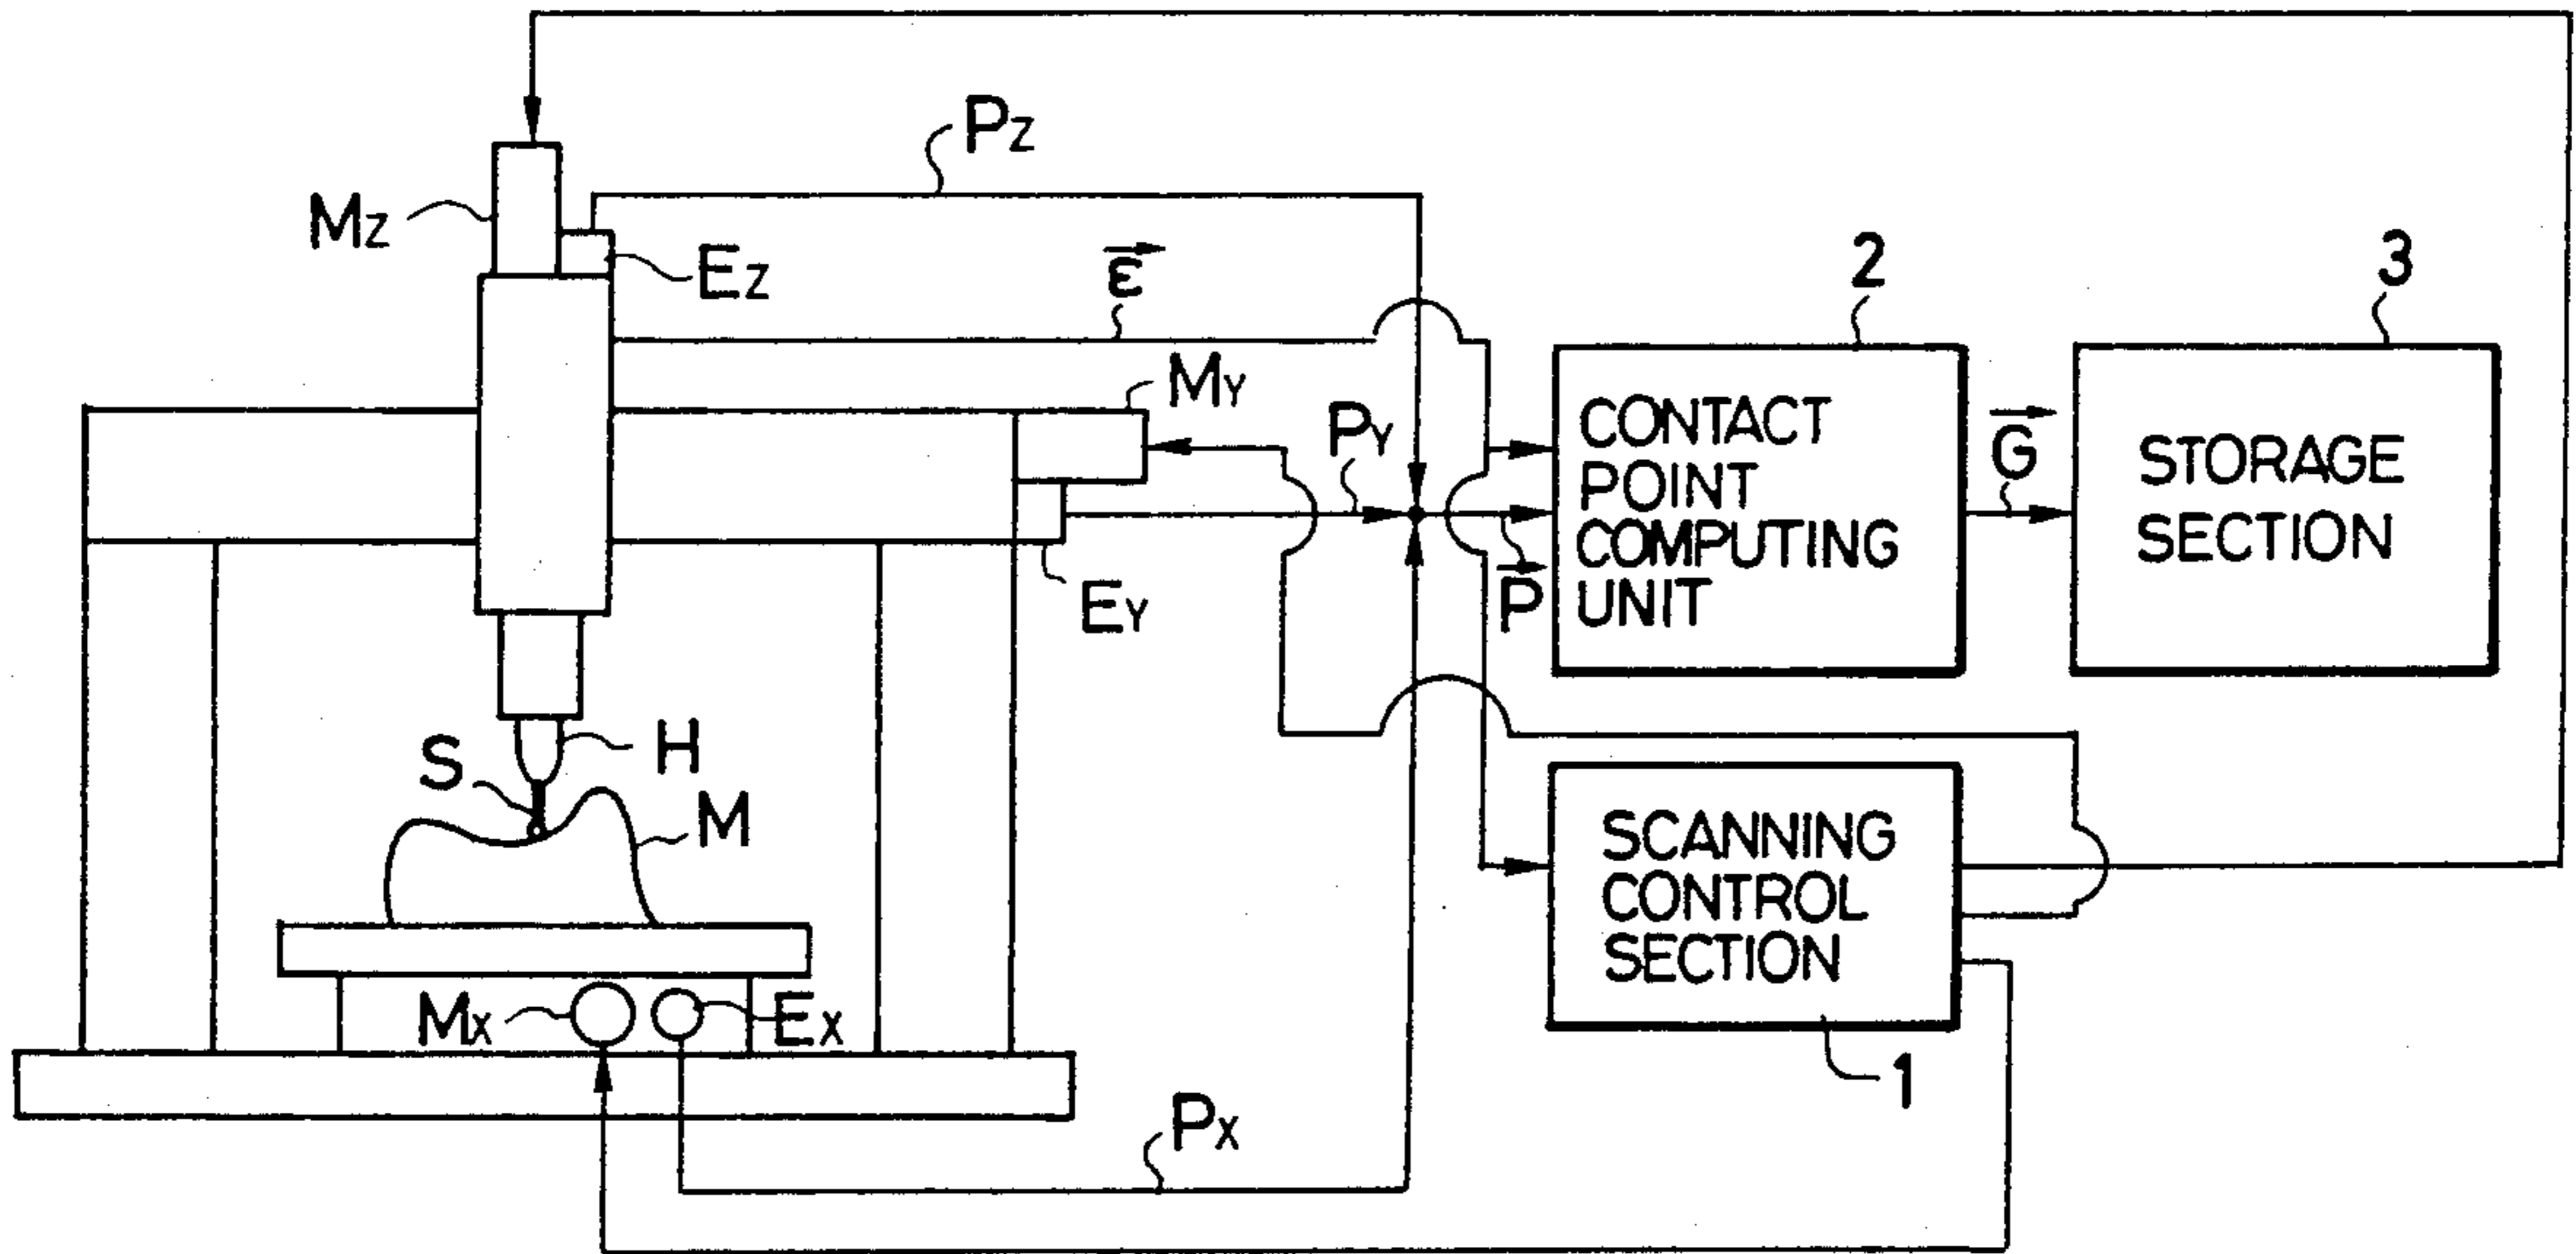 PZ
MZ
EZ
ε
2
3
MY
PY
CONTACT
POINT
COMPUTING
UNIT
G
STORAGE
SECTION
P
EY
S
H
M
SCANNING
CONTROL
SECTION
MX
EX
1
PX